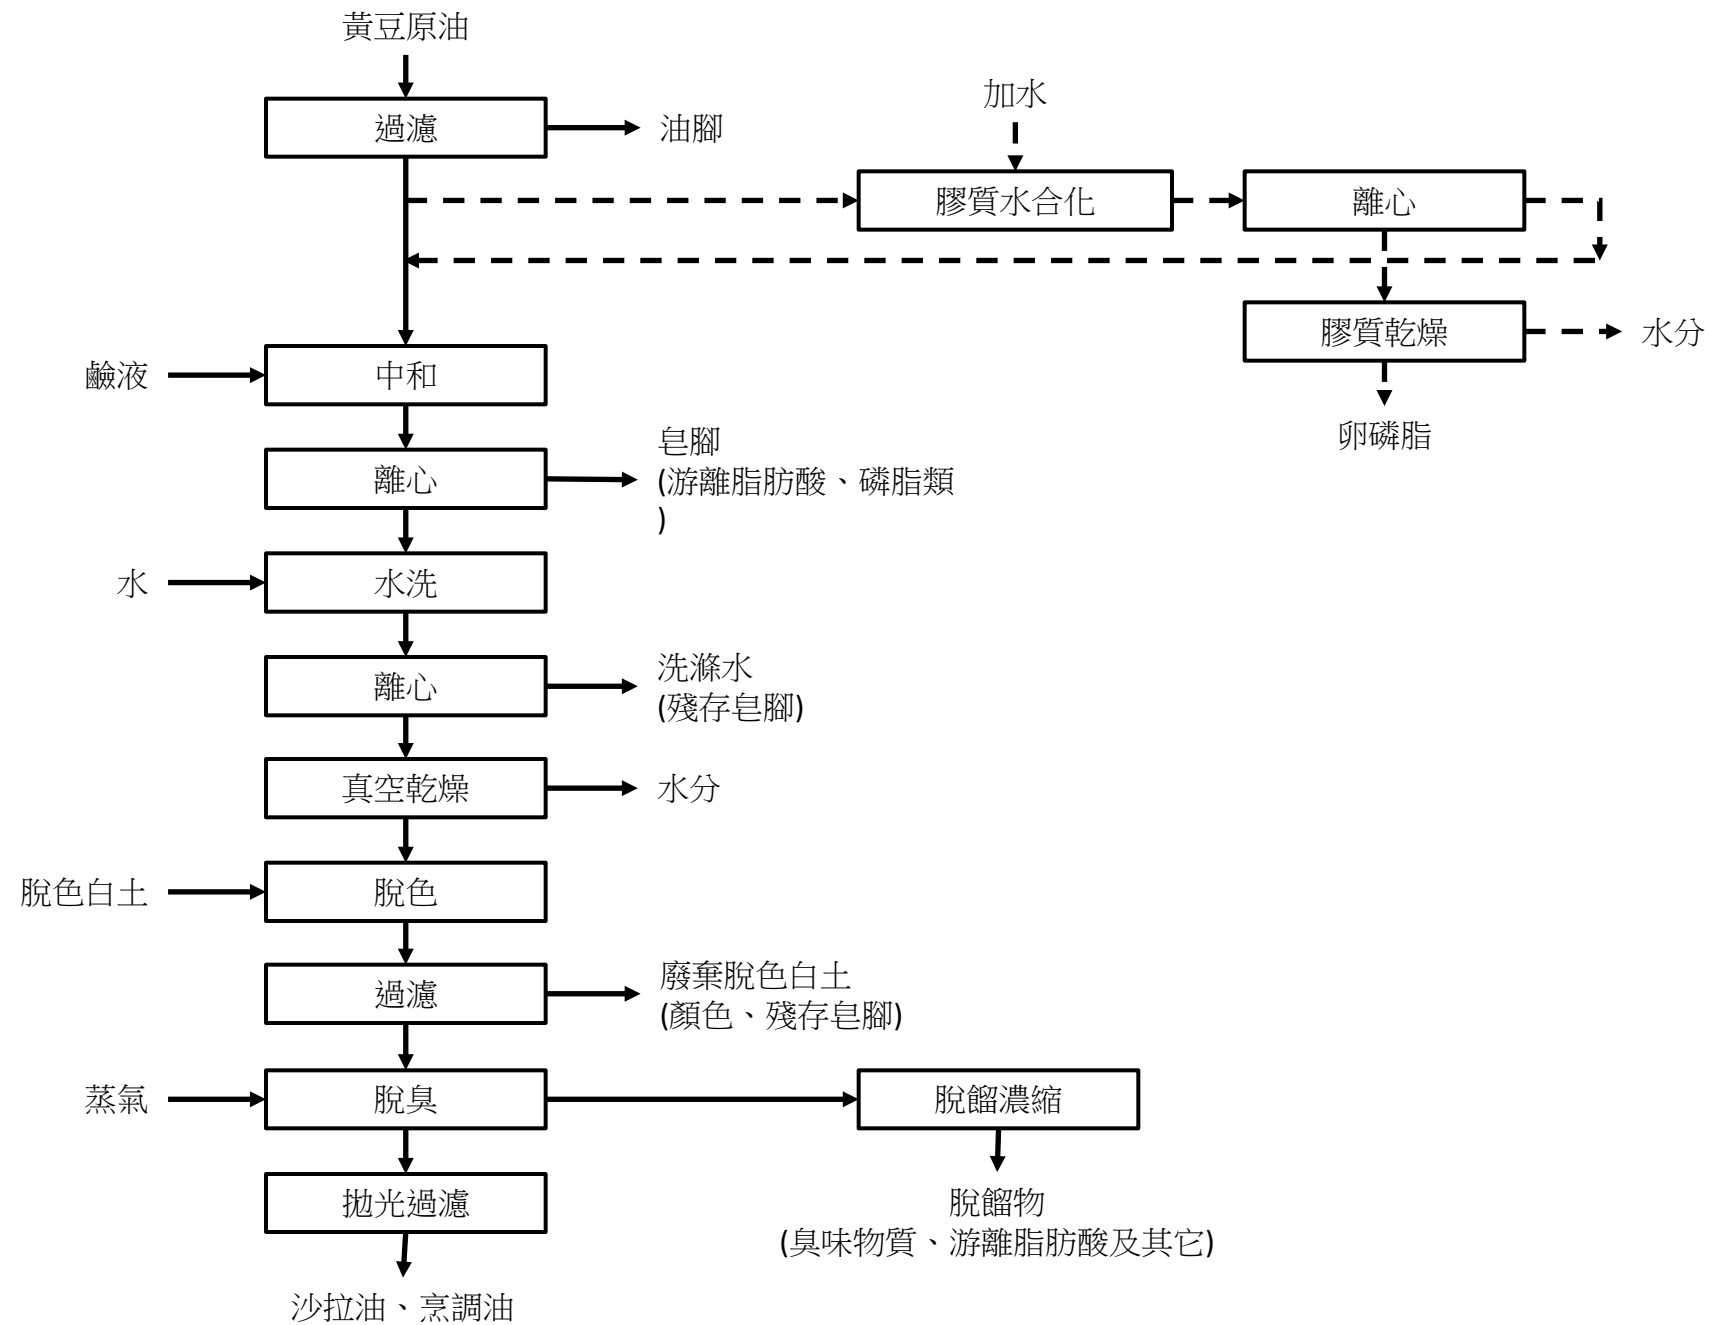 黃豆原油
過濾
油腳
加水
膠質水合化
離心
膠質乾燥
水分
卵磷脂
鹼液
中和
離心
皂腳
(游離脂肪酸、磷脂類
)
水
水洗
離心
洗滌水
(殘存皂腳)
真空乾燥
水分
脫色白土
脫色
過濾
廢棄脫色白土
(顏色、殘存皂腳)
蒸氣
脫臭
脫餾濃縮
拋光過濾
脫餾物
(臭味物質、游離脂肪酸及其它)
沙拉油、烹調油